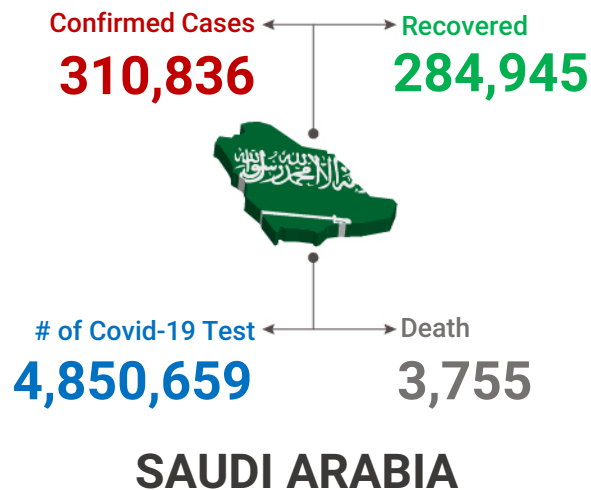 Confirmed Cases
310,836
Recovered
284,945
# of Covid-19 Test
4,850,659
Death
3,755
SAUDI ARABIA